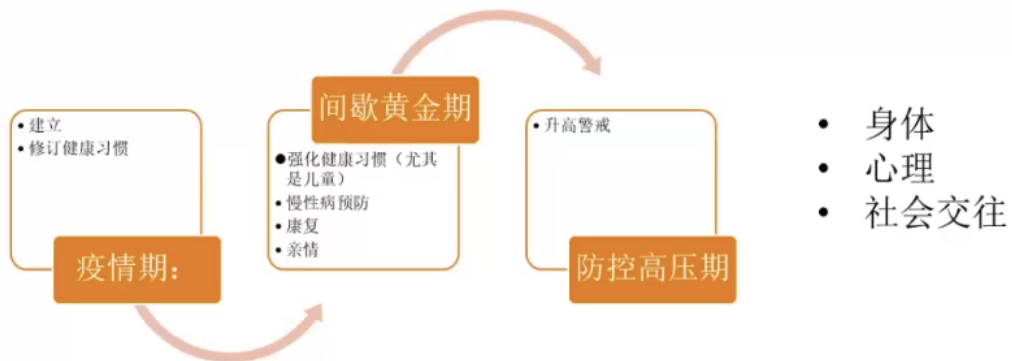 • 建立
• 修订健康习惯
疫情期：
间歇黄金期
●强化健康习惯（尤其
是儿童）
• 慢性病预防
• 康复
• 亲情
• 升高警戒
防控高压期
• 身体
• 心理
• 社会交往